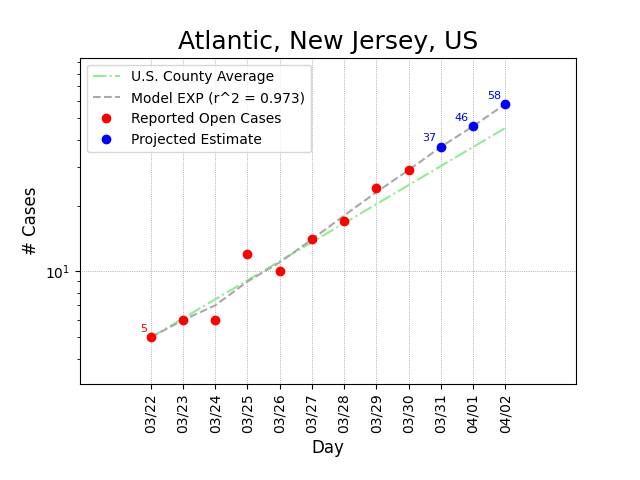 Atlantic, New Jersey, US
U.S. County Average
Model EXP (r^2 = 0.973)
Reported Open Cases
Projected Estimate
58
46
37
5
# Cases
10^1
03/22
03/23
03/24
03/25
03/26
03/27
03/28
03/29
03/30
03/31
04/01
04/02
Day